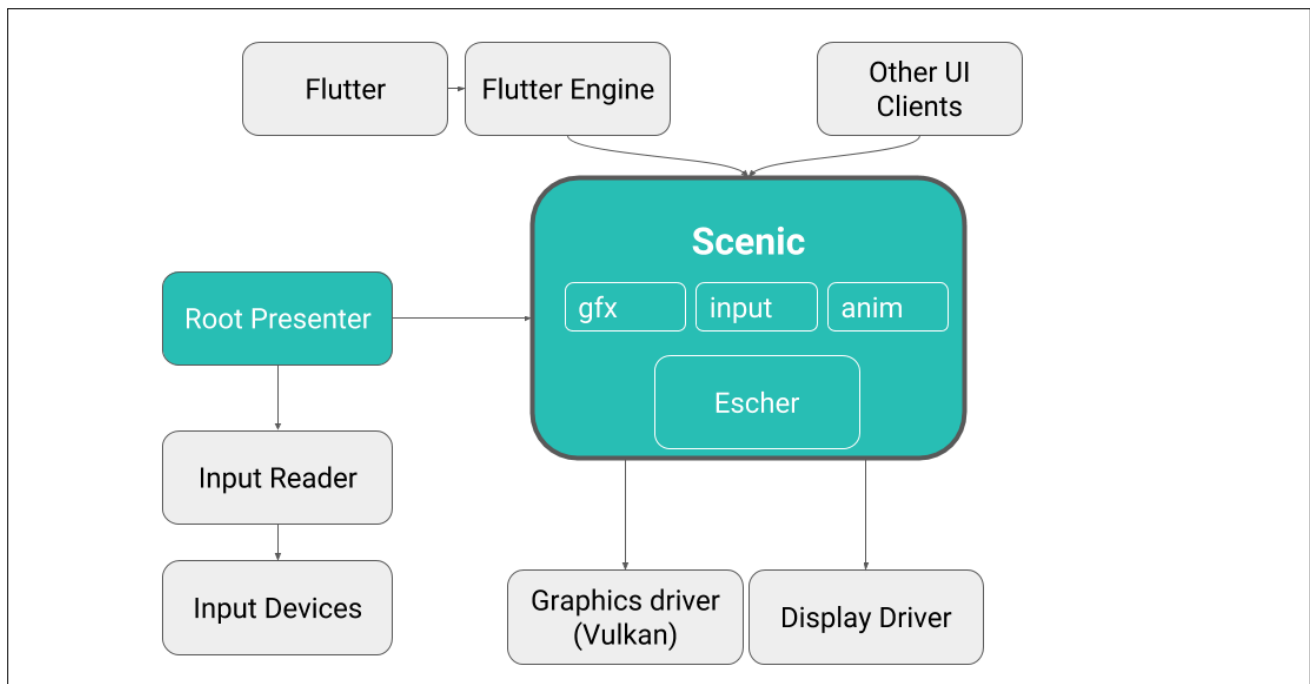 Flutter
Flutter Engine
Other UI
Clients
Scenic
gfx
input
anim
Root Presenter
Escher
Input Reader
Input Devices
Graphics driver
(Vulkan)
Display Driver